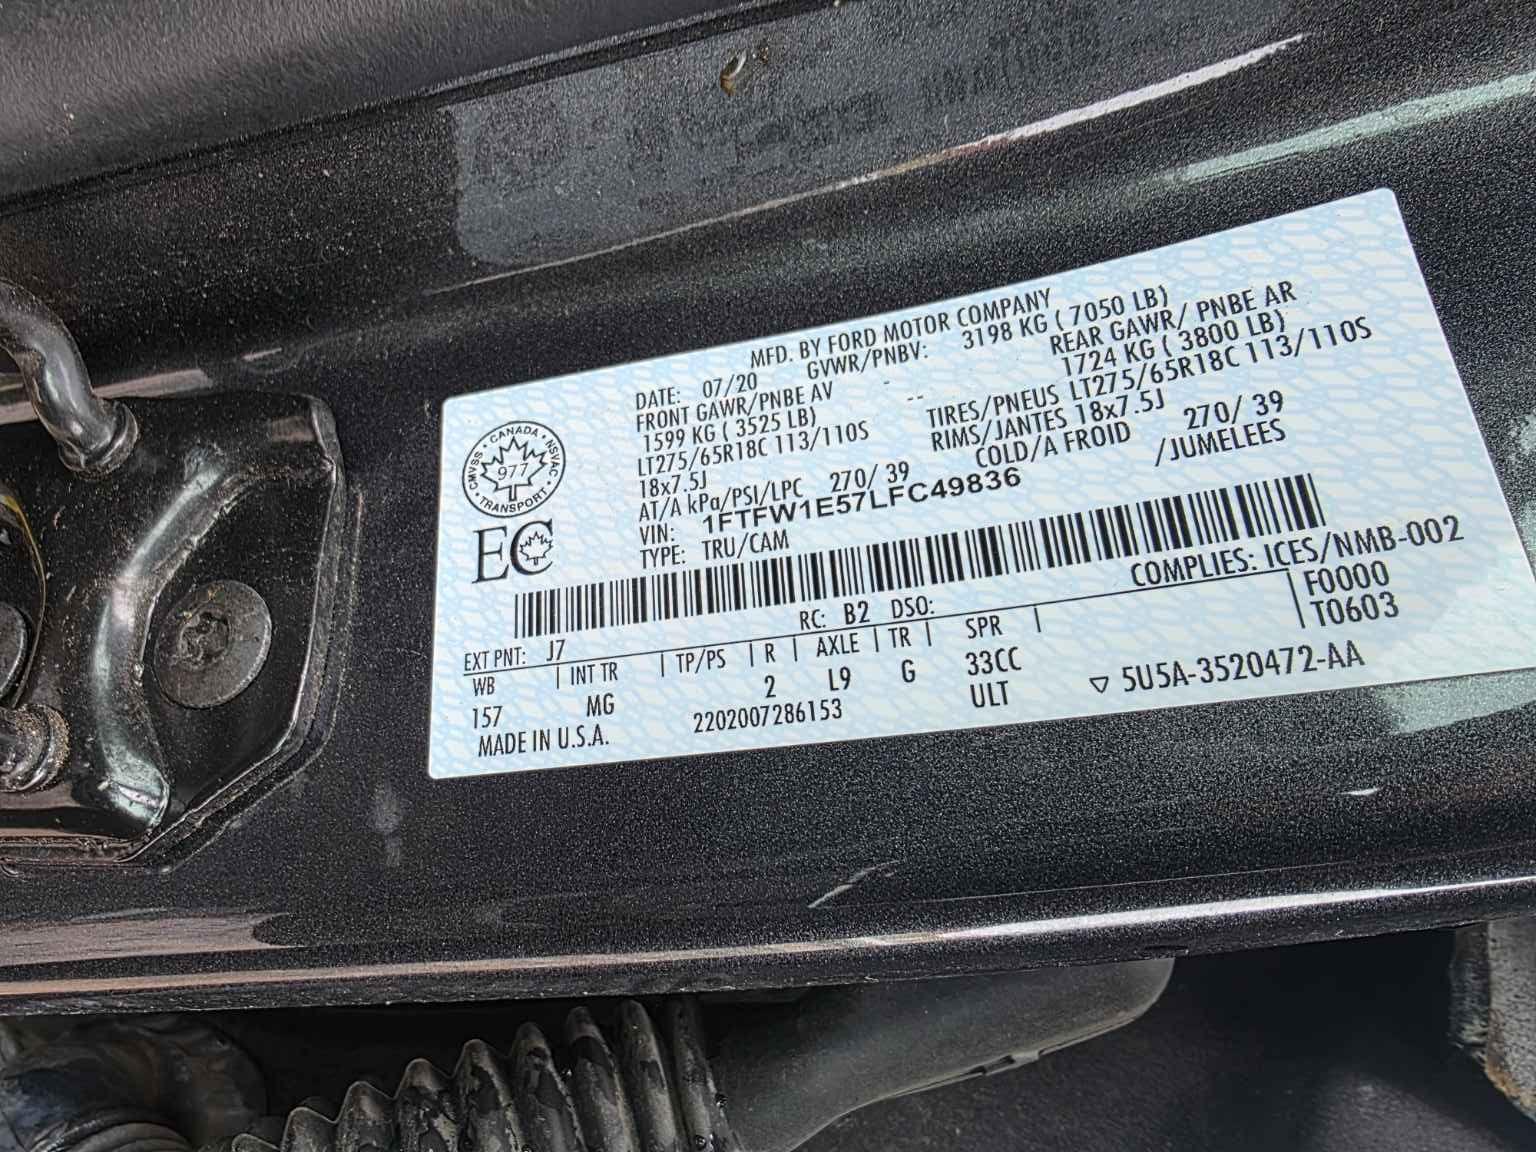 MFD. BY FORD MOTOR COMPANY
DATE: 07/20 GVWR/PNBV: 3198 KG ( 7050 LB)
FRONT GAWR/PNBE AV -- REAR GAWR/ PNBE AR
1599 KG ( 3525 LB) 1724 KG ( 3800 LB)
LT275/65R18C 113/110S TIRES/PNEUS LT275/65R18C 113/110S
18x7.5J RIMS/JANTES 18x7.5J
AT/A kPa/PSI/LPC 270/ 39 COLD/A FROID 270/ 39
VIN: 1FTFW1E57LFC49836 /JUMELEES
TYPE: TRU/CAM
CANADA
CMVSS NSVAC
977
TRANSPORT
EC
COMPLIES: ICES/NMB-002
EXT PNT: J7 RC: B2 DSO: F0000
WB INT TR TP/PS R AXLE TR SPR T0603
157 MG 2 L9 G 33CC
MADE IN U.S.A. 2202007286153 ULT 5U5A-3520472-AA